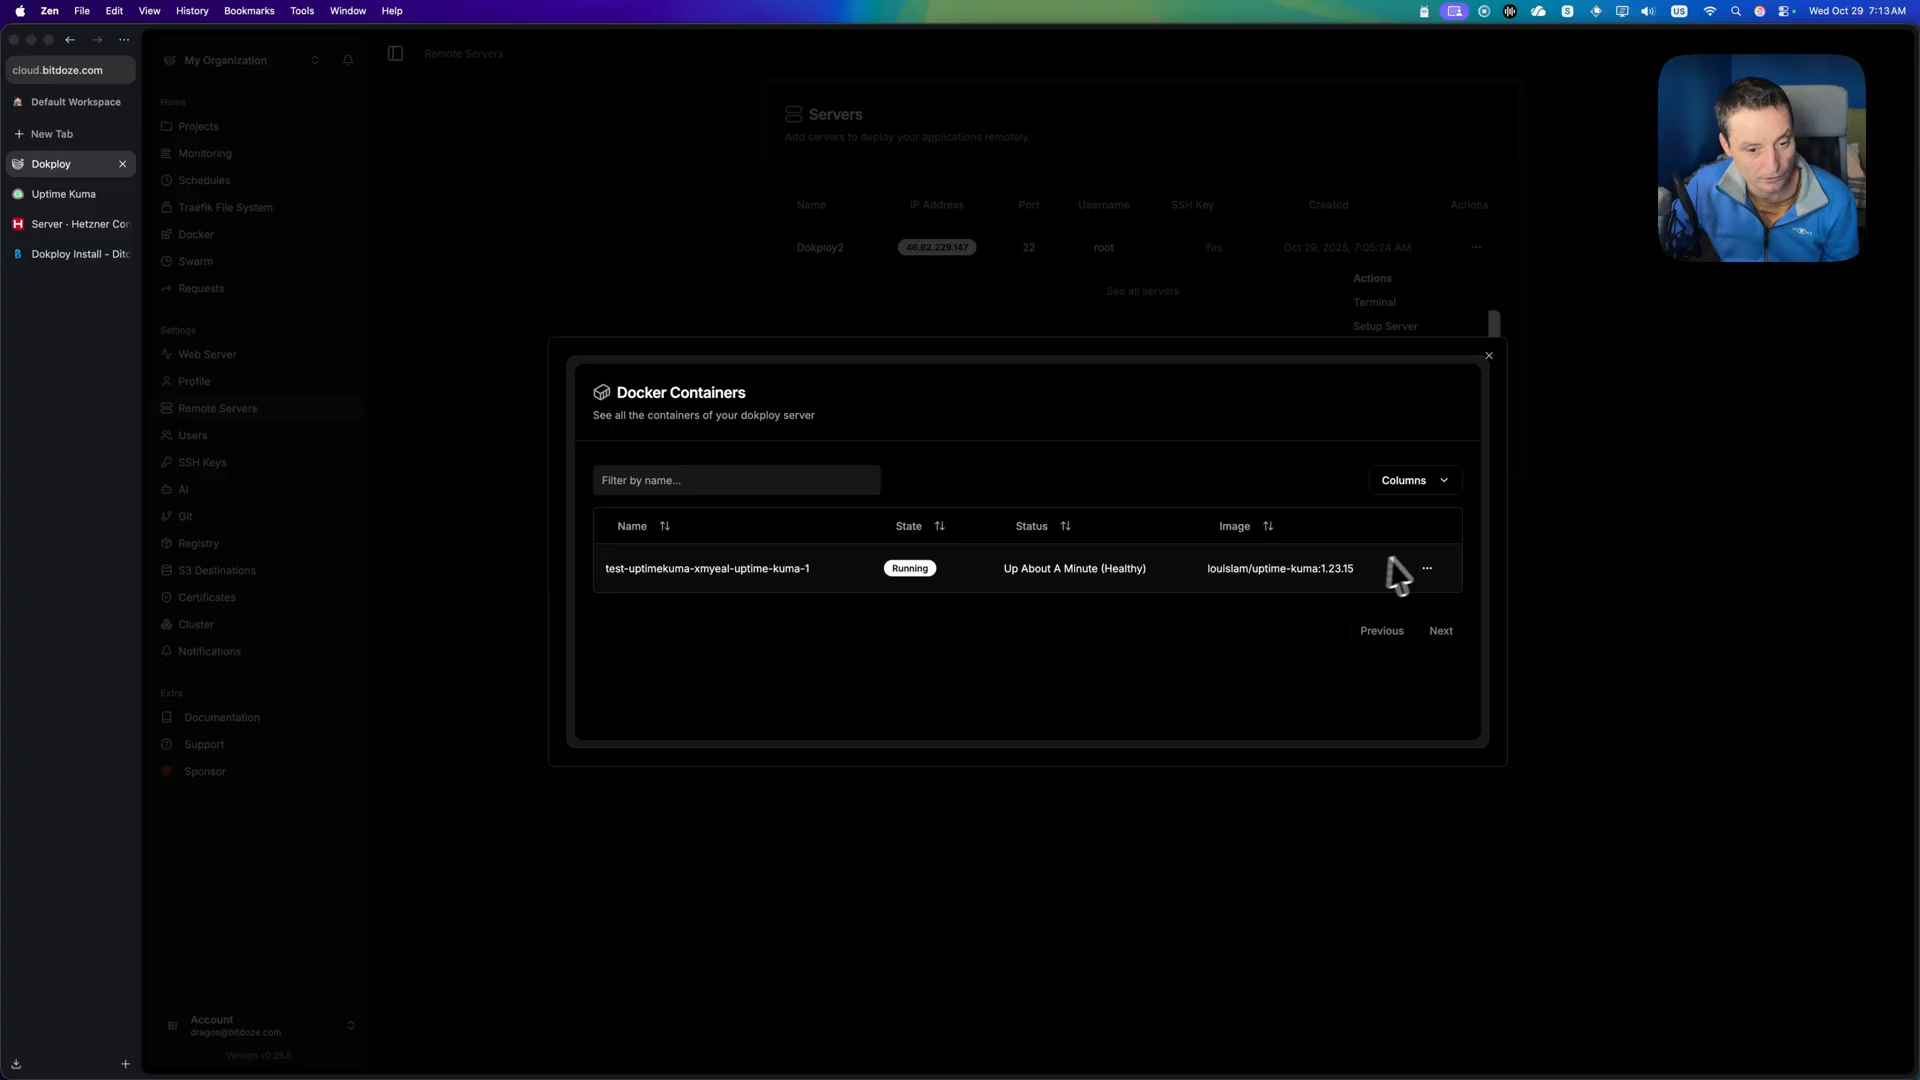 Zen File Edit View History Bookmarks Tools Window Help
US Wed Oct 29 7:13 AM
cloud.bitdoze.com
Default Workspace
New Tab
Dokploy
Uptime Kuma
Server · Hetzner Con
Dokploy Install - Ditc
My Organization
Home
Projects
Monitoring
Schedules
Traefik File System
Docker
Swarm
Requests
Settings
Web Server
Profile
Remote Servers
Users
SSH Keys
AI
Git
Registry
S3 Destinations
Certificates
Cluster
Notifications
Extra
Documentation
Support
Sponsor
BI Account
dragos@bitdoze.com
Version v0.25.6
Remote Servers
Servers
Add servers to deploy your applications remotely.
Name IP Address Port Username SSH Key Created Actions
Dokploy2 46.62.229.147 22 root Yes Oct 29, 2025, 7:05:24 AM ...
See all servers
Actions
Terminal
Setup Server
Docker Containers
See all the containers of your dokploy server
Filter by name...
Columns
Name State Status Image
test-uptimekuma-xmyeal-uptime-kuma-1 Running Up About A Minute (Healthy) louislam/uptime-kuma:1.23.15 ...
Previous Next